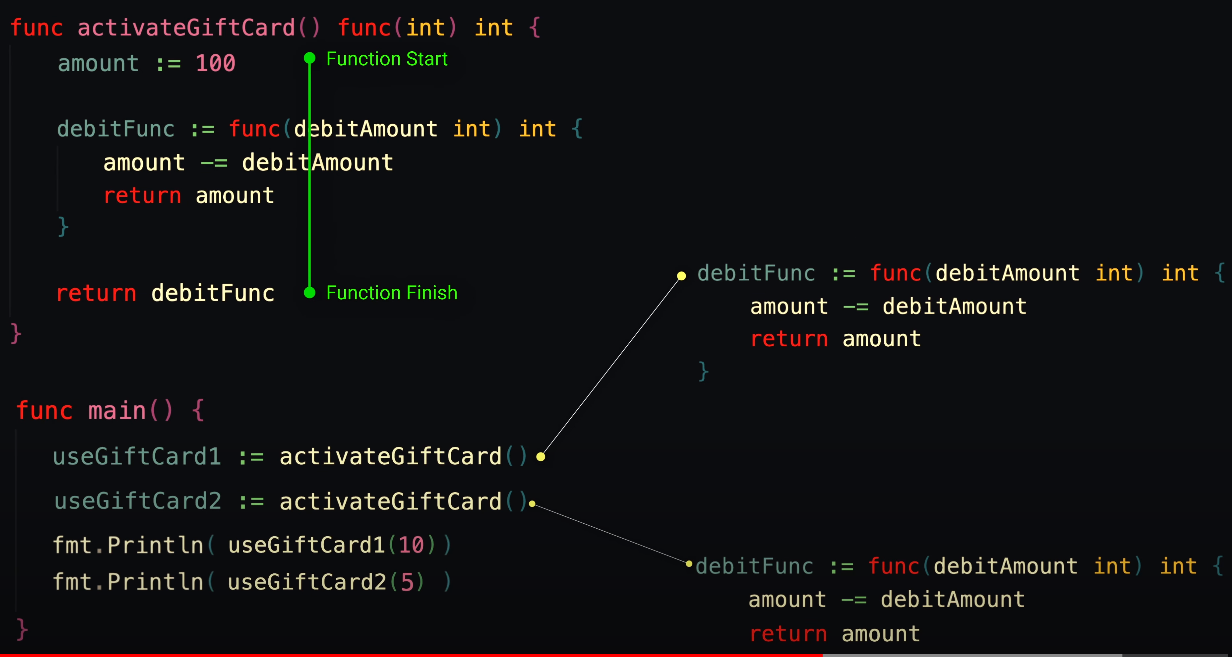 func activateGiftCard() func(int) int {
amount := 100
Function Start
debitFunc := func(debitAmount int) int {
amount -= debitAmount
return amount
}
return debitFunc
Function Finish
}
func main() {
useGiftCard1 := activateGiftCard()
useGiftCard2 := activateGiftCard()
fmt.Println( useGiftCard1(10))
fmt.Println( useGiftCard2(5) )
}
debitFunc := func(debitAmount int) int {
amount -= debitAmount
return amount
}
debitFunc := func(debitAmount int) int {
amount -= debitAmount
return amount